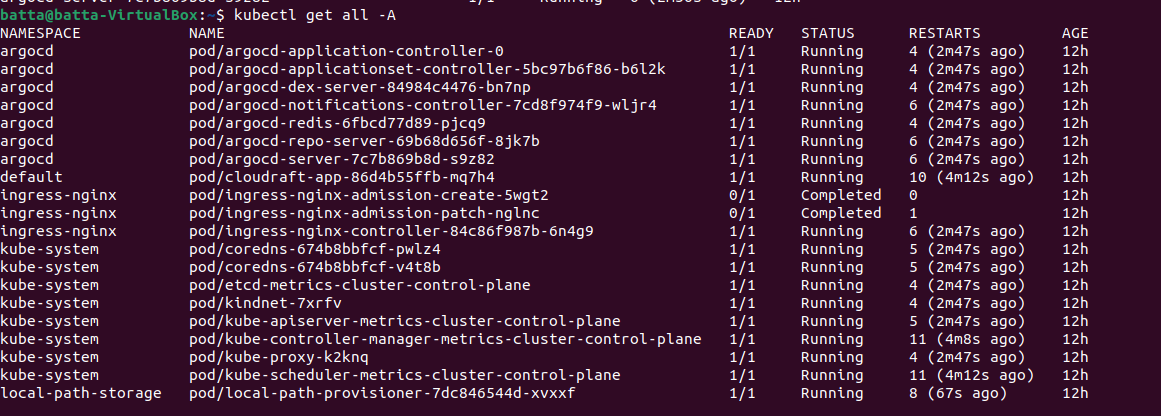 batta@batta-VirtualBox:~$ kubectl get all -A
NAMESPACE NAME READY STATUS RESTARTS AGE
argocd pod/argocd-application-controller-0 1/1 Running 4 (2m47s ago) 12h
argocd pod/argocd-applicationset-controller-5bc97b6f86-b6l2k 1/1 Running 4 (2m47s ago) 12h
argocd pod/argocd-dex-server-84984c4476-bn7np 1/1 Running 4 (2m47s ago) 12h
argocd pod/argocd-notifications-controller-7cd8f974f9-wljr4 1/1 Running 6 (2m47s ago) 12h
argocd pod/argocd-redis-6fbcd77d89-pjcq9 1/1 Running 4 (2m47s ago) 12h
argocd pod/argocd-repo-server-69b68d656f-8jk7b 1/1 Running 6 (2m47s ago) 12h
argocd pod/argocd-server-7c7b869b8d-s9z82 1/1 Running 6 (2m47s ago) 12h
default pod/cloudraft-app-86d4b55ffb-mq7h4 1/1 Running 10 (4m12s ago) 12h
ingress-nginx pod/ingress-nginx-admission-create-5wgt2 0/1 Completed 0 12h
ingress-nginx pod/ingress-nginx-admission-patch-nglnc 0/1 Completed 1 12h
ingress-nginx pod/ingress-nginx-controller-84c86f987b-6n4g9 1/1 Running 6 (2m47s ago) 12h
kube-system pod/coredns-674b8bbfcf-pwlz4 1/1 Running 5 (2m47s ago) 12h
kube-system pod/coredns-674b8bbfcf-v4t8b 1/1 Running 5 (2m47s ago) 12h
kube-system pod/etcd-metrics-cluster-control-plane 1/1 Running 4 (2m47s ago) 12h
kube-system pod/kindnet-7xrfv 1/1 Running 4 (2m47s ago) 12h
kube-system pod/kube-apiserver-metrics-cluster-control-plane 1/1 Running 5 (2m47s ago) 12h
kube-system pod/kube-controller-manager-metrics-cluster-control-plane 1/1 Running 11 (4m8s ago) 12h
kube-system pod/kube-proxy-k2knq 1/1 Running 4 (2m47s ago) 12h
kube-system pod/kube-scheduler-metrics-cluster-control-plane 1/1 Running 11 (4m12s ago) 12h
local-path-storage pod/local-path-provisioner-7dc846544d-xvxxf 1/1 Running 8 (67s ago) 12h